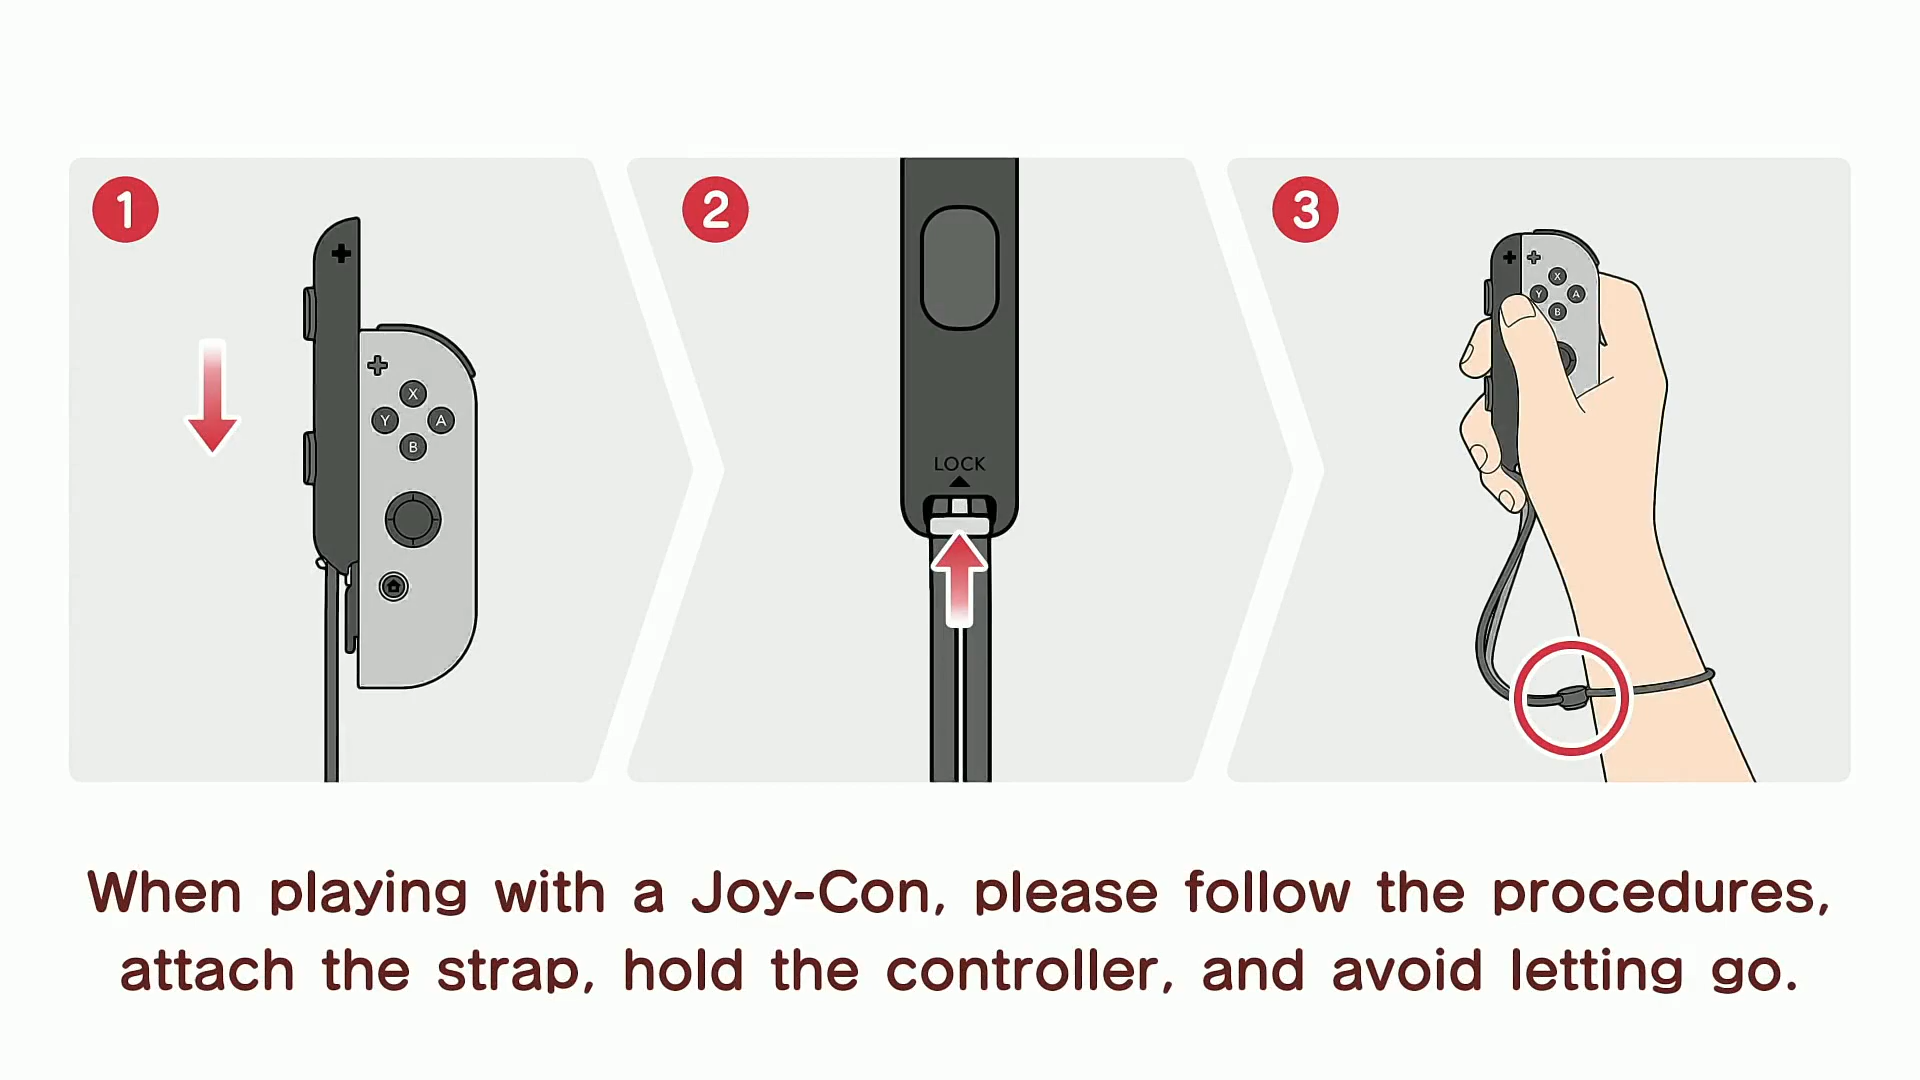 1
2
3
X
Y
A
B
LOCK
X
Y
A
B
When playing with a Joy-Con, please follow the procedures,
attach the strap, hold the controller, and avoid letting go.